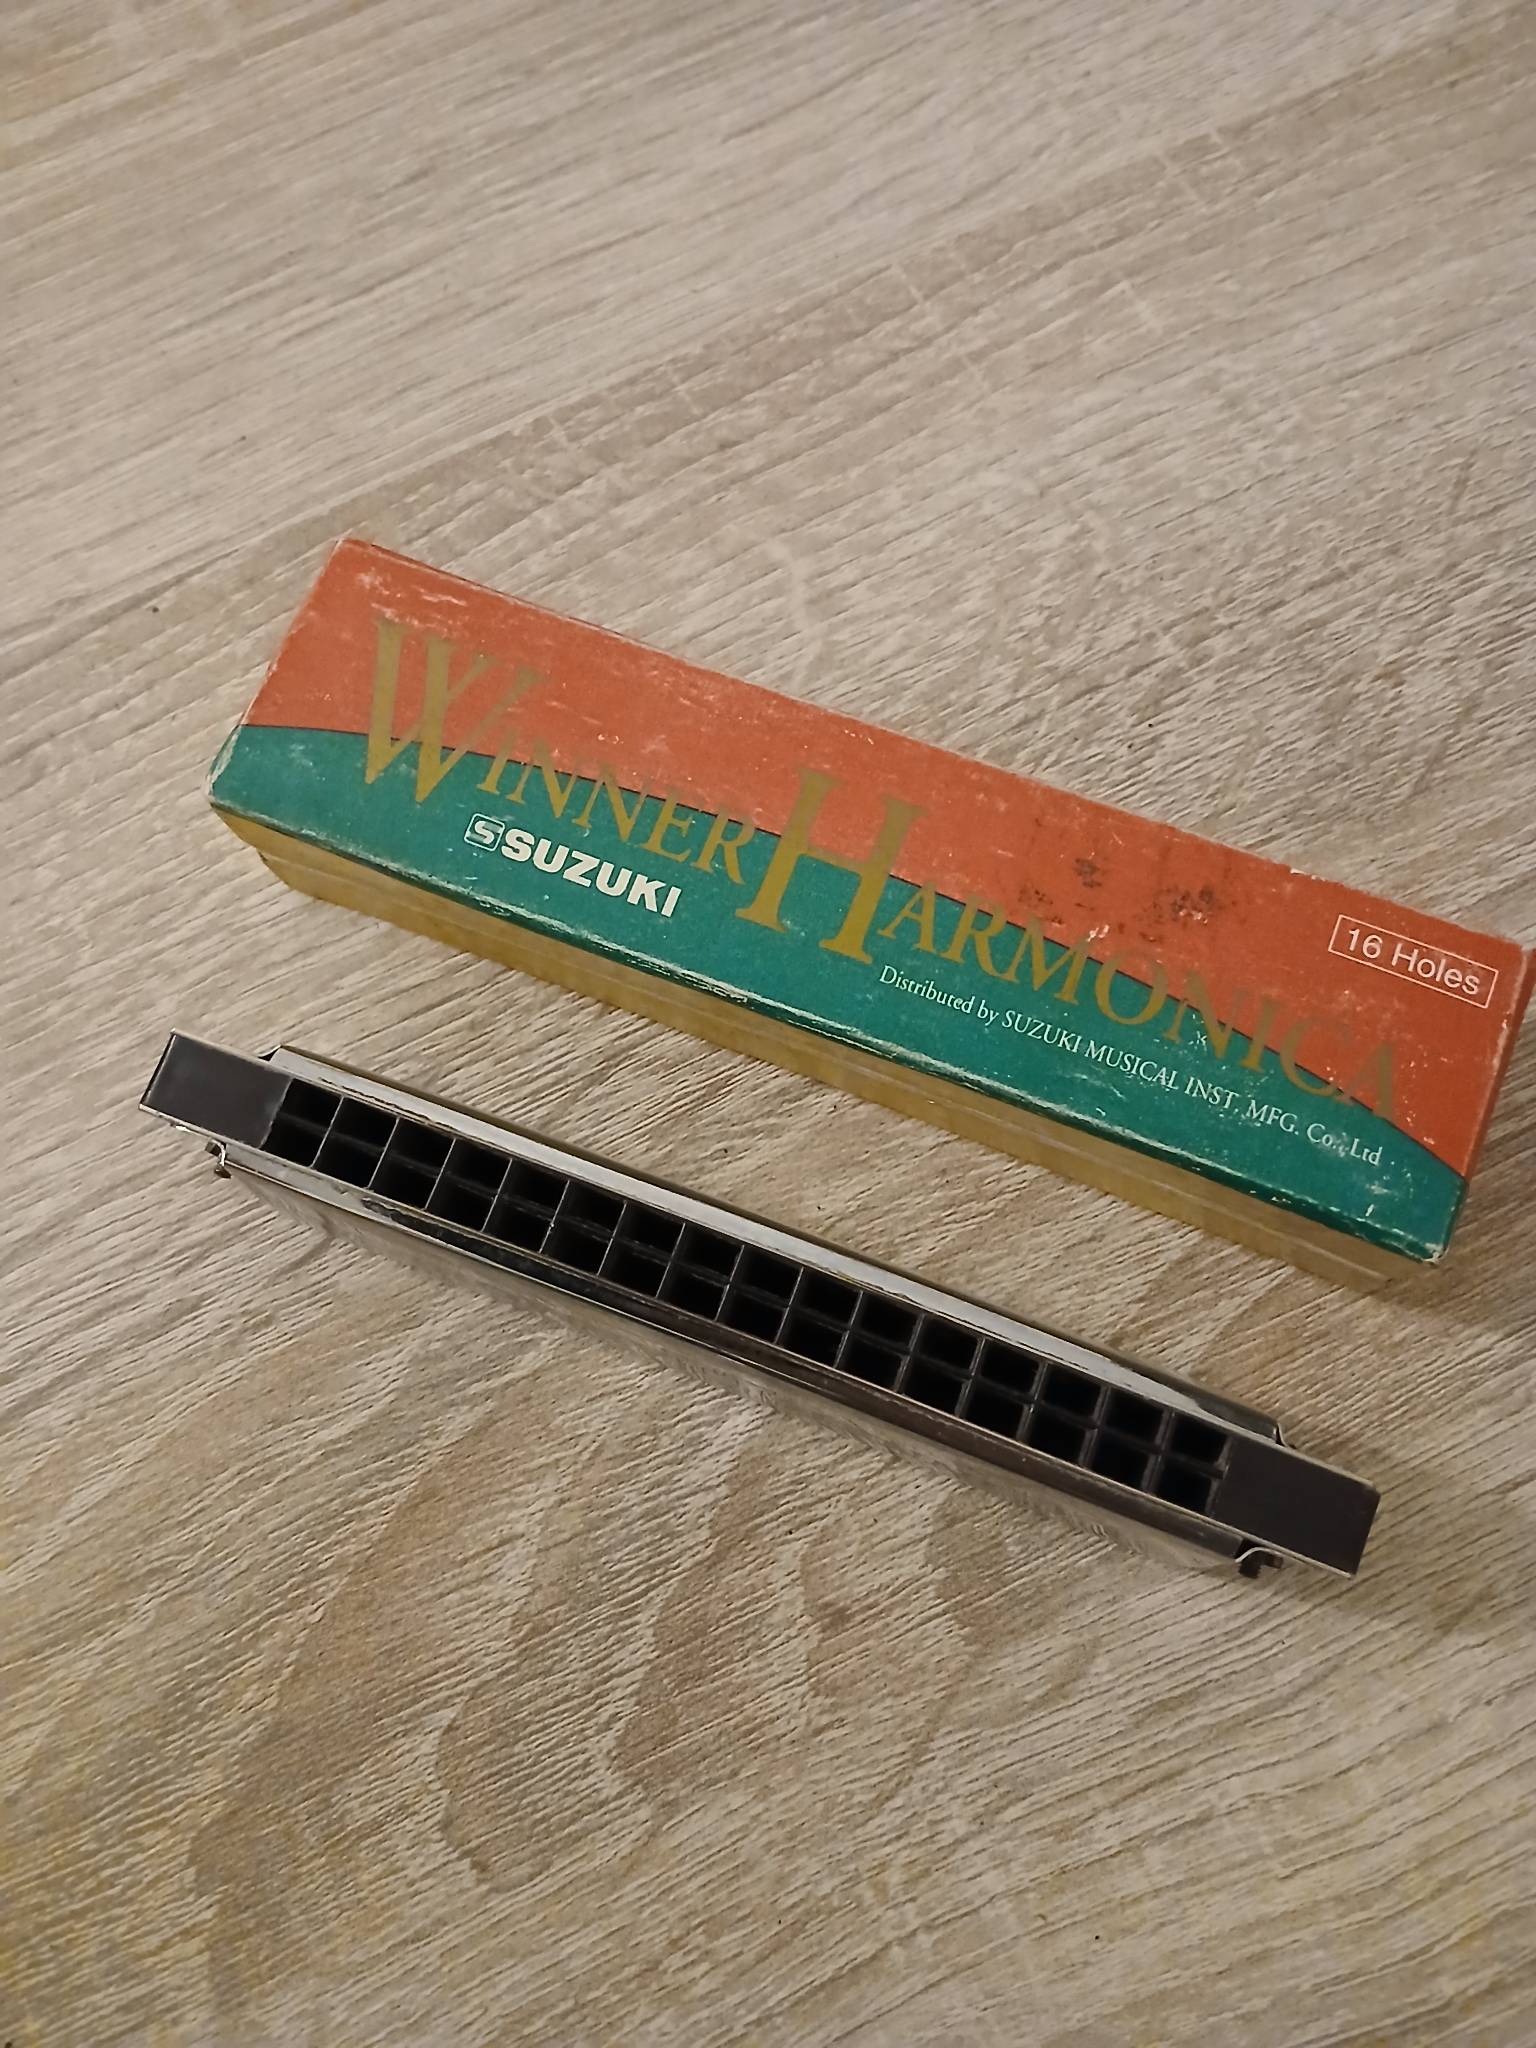 WINNER HARMONICA
SUZUKI
16 Holes
Distributed by SUZUKI MUSICAL INST. MFG. Co., Ltd